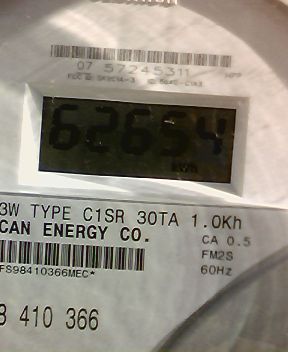 07 57245311
62654
kWh
3W TYPE C1SR 30TA 1.0Kh
CAN ENERGY CO.
CA 0.5
FM2S
60Hz
FS98410366MEC*
8 410 366